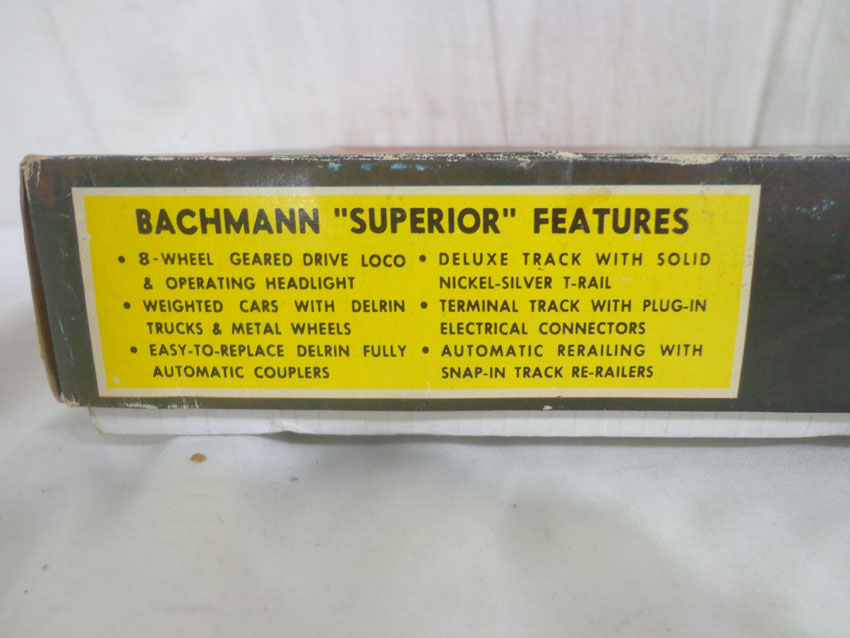 BACHMANN "SUPERIOR" FEATURES
• 8-WHEEL GEARED DRIVE LOCO
& OPERATING HEADLIGHT
• WEIGHTED CARS WITH DELRIN
TRUCKS & METAL WHEELS
• EASY-TO-REPLACE DELRIN FULLY
AUTOMATIC COUPLERS
• DELUXE TRACK WITH SOLID
NICKEL-SILVER T-RAIL
• TERMINAL TRACK WITH PLUG-IN
ELECTRICAL CONNECTORS
• AUTOMATIC RERAILING WITH
SNAP-IN TRACK RE-RAILERS